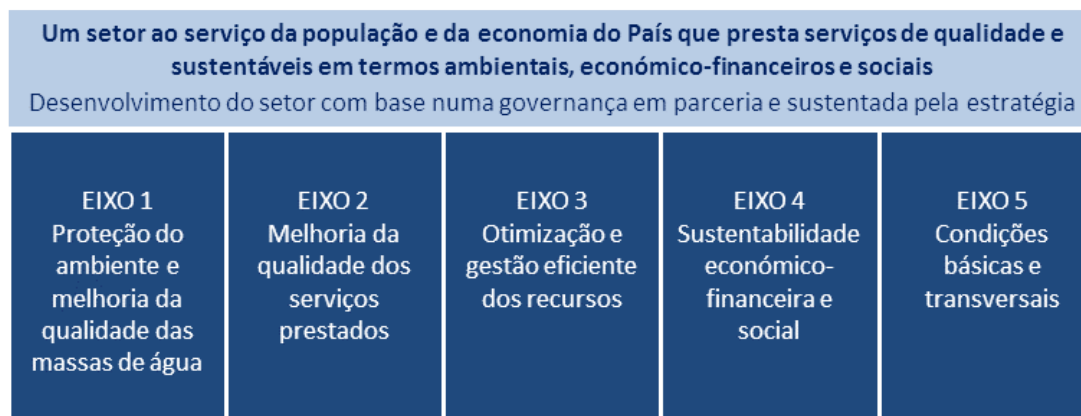 Um setor ao serviço da população e da economia do País que presta serviços de qualidade e
sustentáveis em termos ambientais, económico-financeiros e sociais
Desenvolvimento do setor com base numa governança em parceria e sustentada pela estratégia
EIXO 1
Proteção do
ambiente e
melhoria da
qualidade das
massas de água
EIXO 2
Melhoria da
qualidade dos
serviços
prestados
EIXO 3
Otimização e
gestão eficiente
dos recursos
EIXO 4
Sustentabilidade
económico-
financeira e
social
EIXO 5
Condições
básicas e
transversais